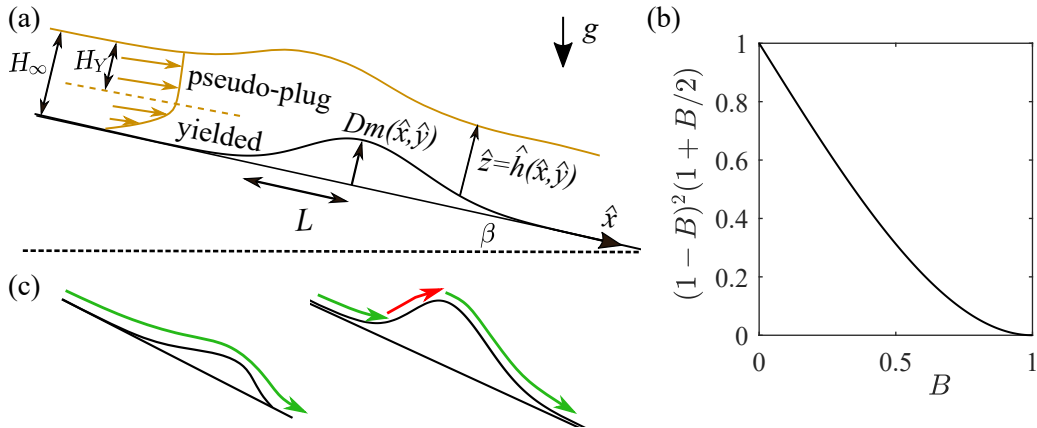 (a)
H∞
H_Y
pseudo-plug
yielded
Dm(x̂,ŷ)
ẑ=ĥ(x̂,ŷ)
L
β
x̂
g
(b)
(1 − B)²(1 + B/2)
1
0.8
0.6
0.4
0.2
0
0
0.5
1
B
(c)